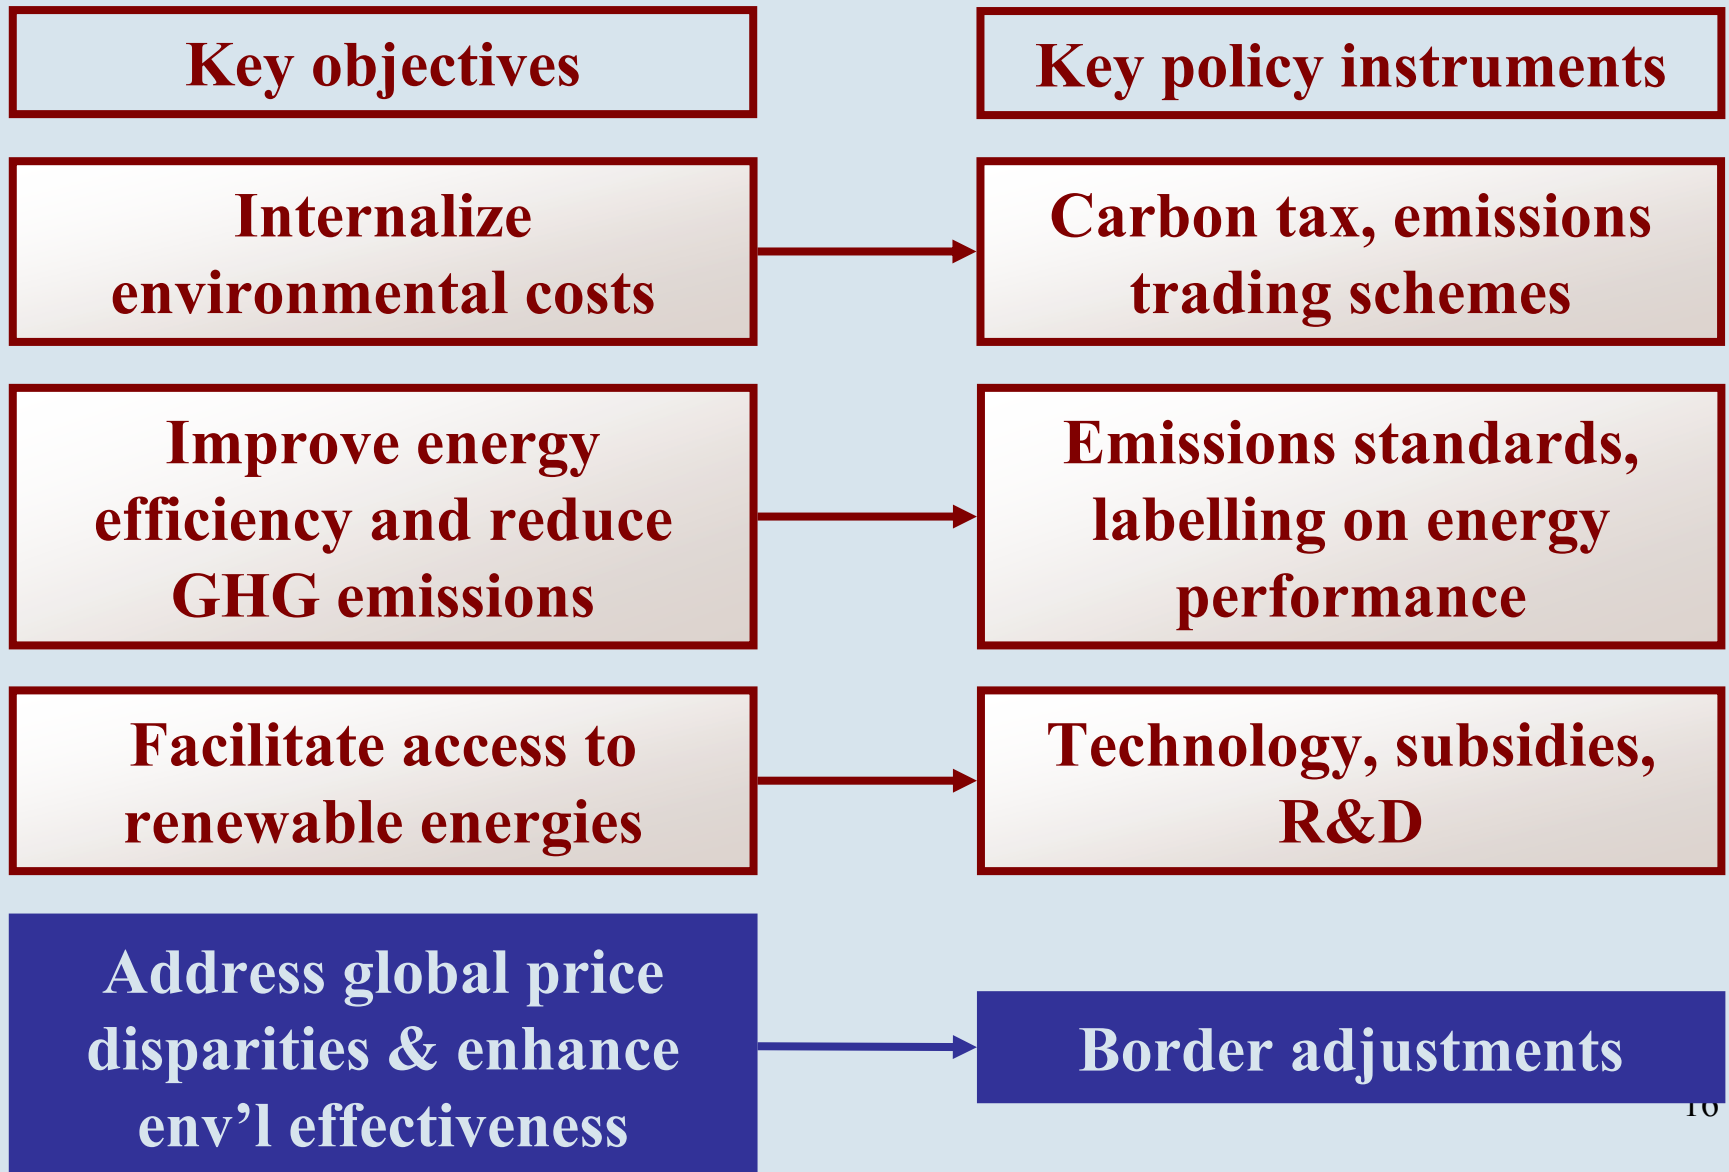 Key objectives
Key policy instruments
Internalize
environmental costs
Carbon tax, emissions
trading schemes
Improve energy
efficiency and reduce
GHG emissions
Emissions standards,
labelling on energy
performance
Facilitate access to
renewable energies
Technology, subsidies,
R&D
Address global price
disparities & enhance
env’l effectiveness
Border adjustments
16